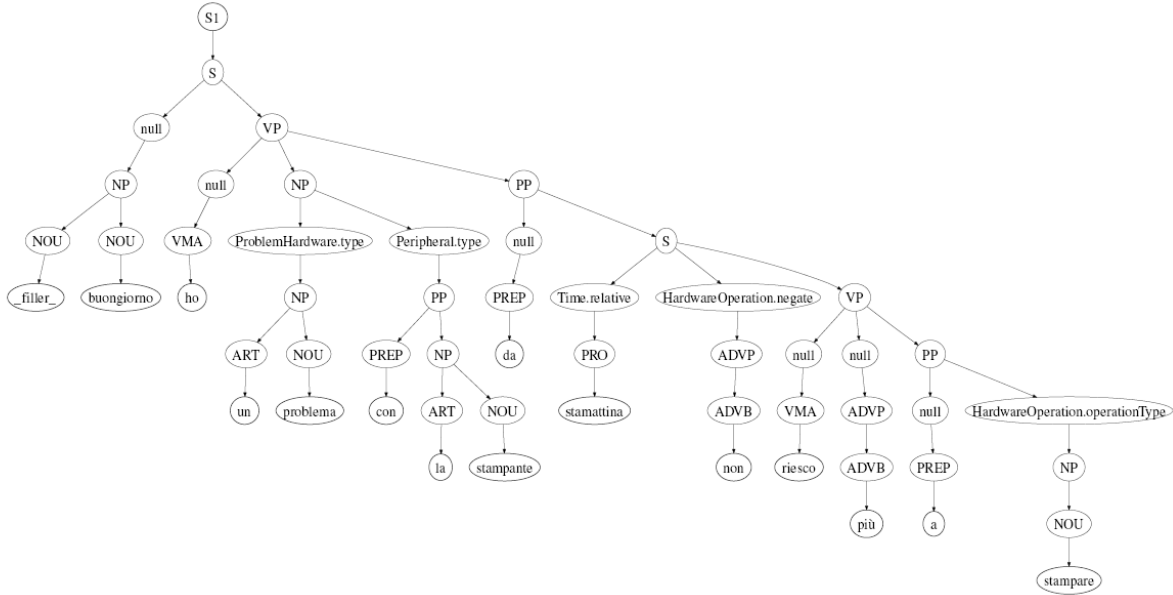 S1
S
null VP
NP null NP PP
NOU NOU VMA ProblemHardware.type Peripheral.type null S
_filler_ buongiorno ho NP PP PREP Time.relative HardwareOperation.negate VP
ART NOU PREP NP da PRO ADVP null null PP
un problema con ART NOU stamattina ADVB VMA ADVP null HardwareOperation.operationType
la stampante non riesco ADVB PREP NP
più a NOU
stampare